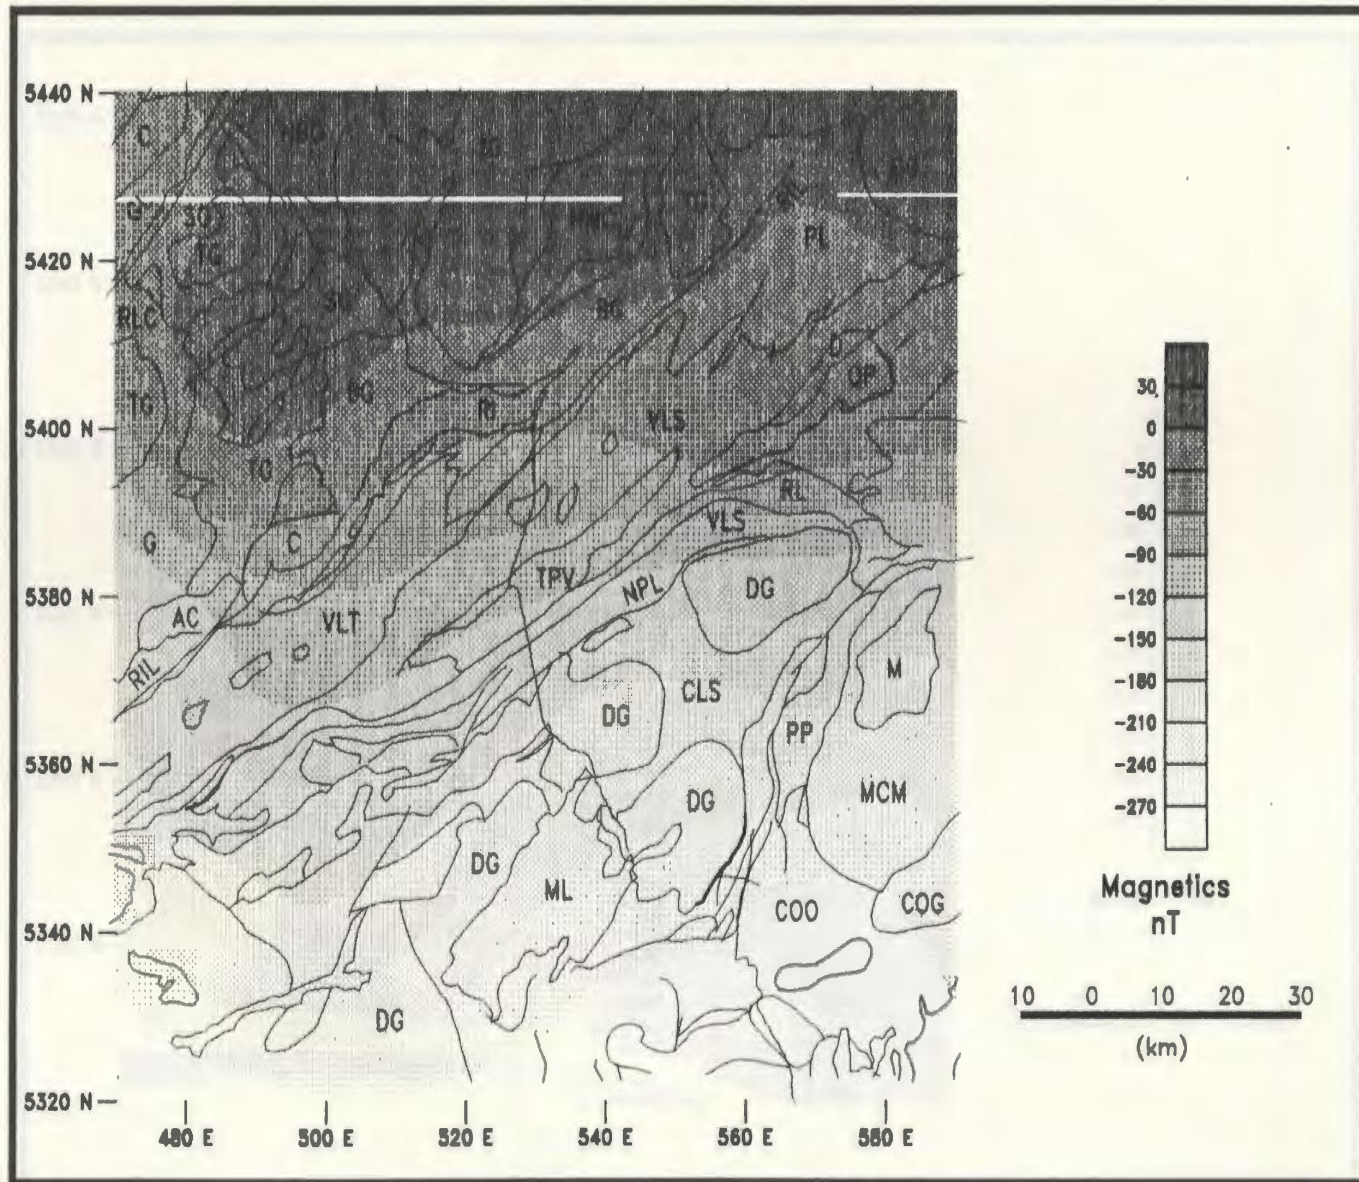 5440 N
C
TG
5420 N
SG
TG
PL
RLC
BG
D
OP
TG
BG
RI
VLS
5400 N
TG
RL
G
C
VLS
TPV
NPL
DG
5380 N
AC
VLT
RIL
M
CLS
DG
PP
5360 N
DG
MCM
DG
ML
COO
COG
5340 N
DG
5320 N
480 E
500 E
520 E
540 E
560 E
580 E
30
0
-30
-60
-90
-120
-150
-180
-210
-240
-270
Magnetics
nT
10 0 10 20 30
(km)